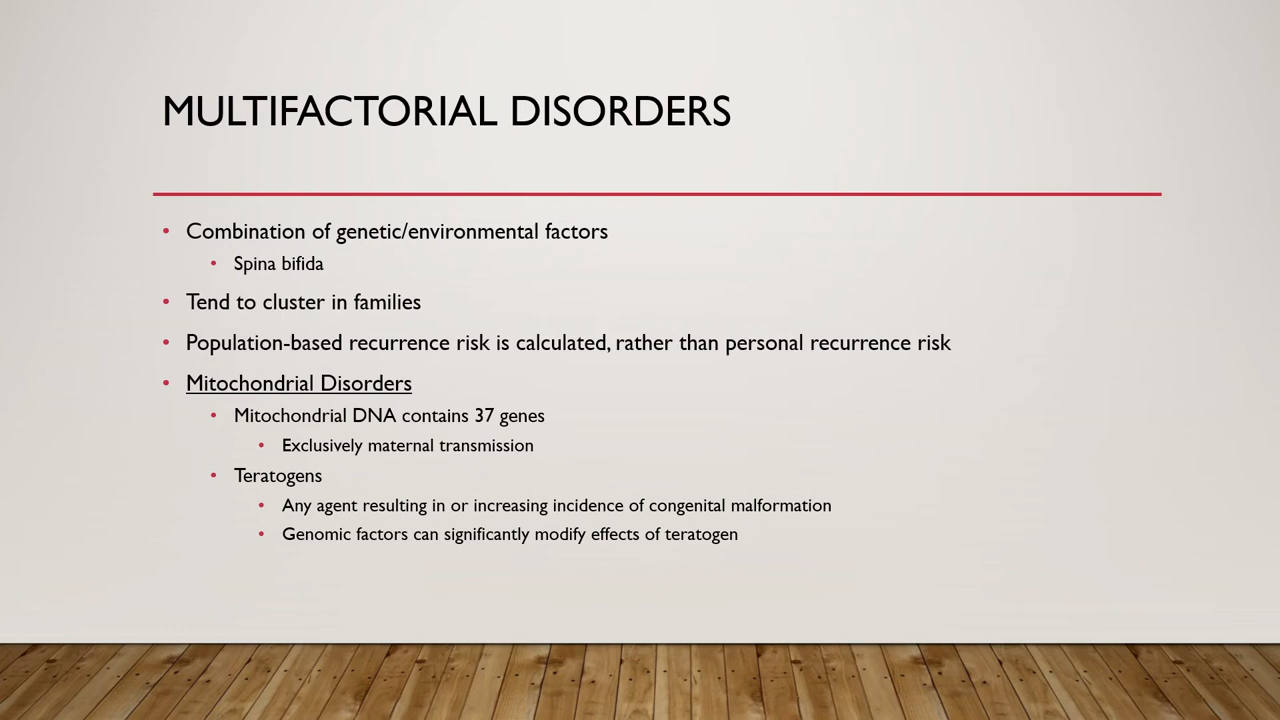 MULTIFACTORIAL DISORDERS
• Combination of genetic/environmental factors
• Spina bifida
• Tend to cluster in families
• Population-based recurrence risk is calculated, rather than personal recurrence risk
• Mitochondrial Disorders
• Mitochondrial DNA contains 37 genes
• Exclusively maternal transmission
• Teratogens
• Any agent resulting in or increasing incidence of congenital malformation
• Genomic factors can significantly modify effects of teratogen